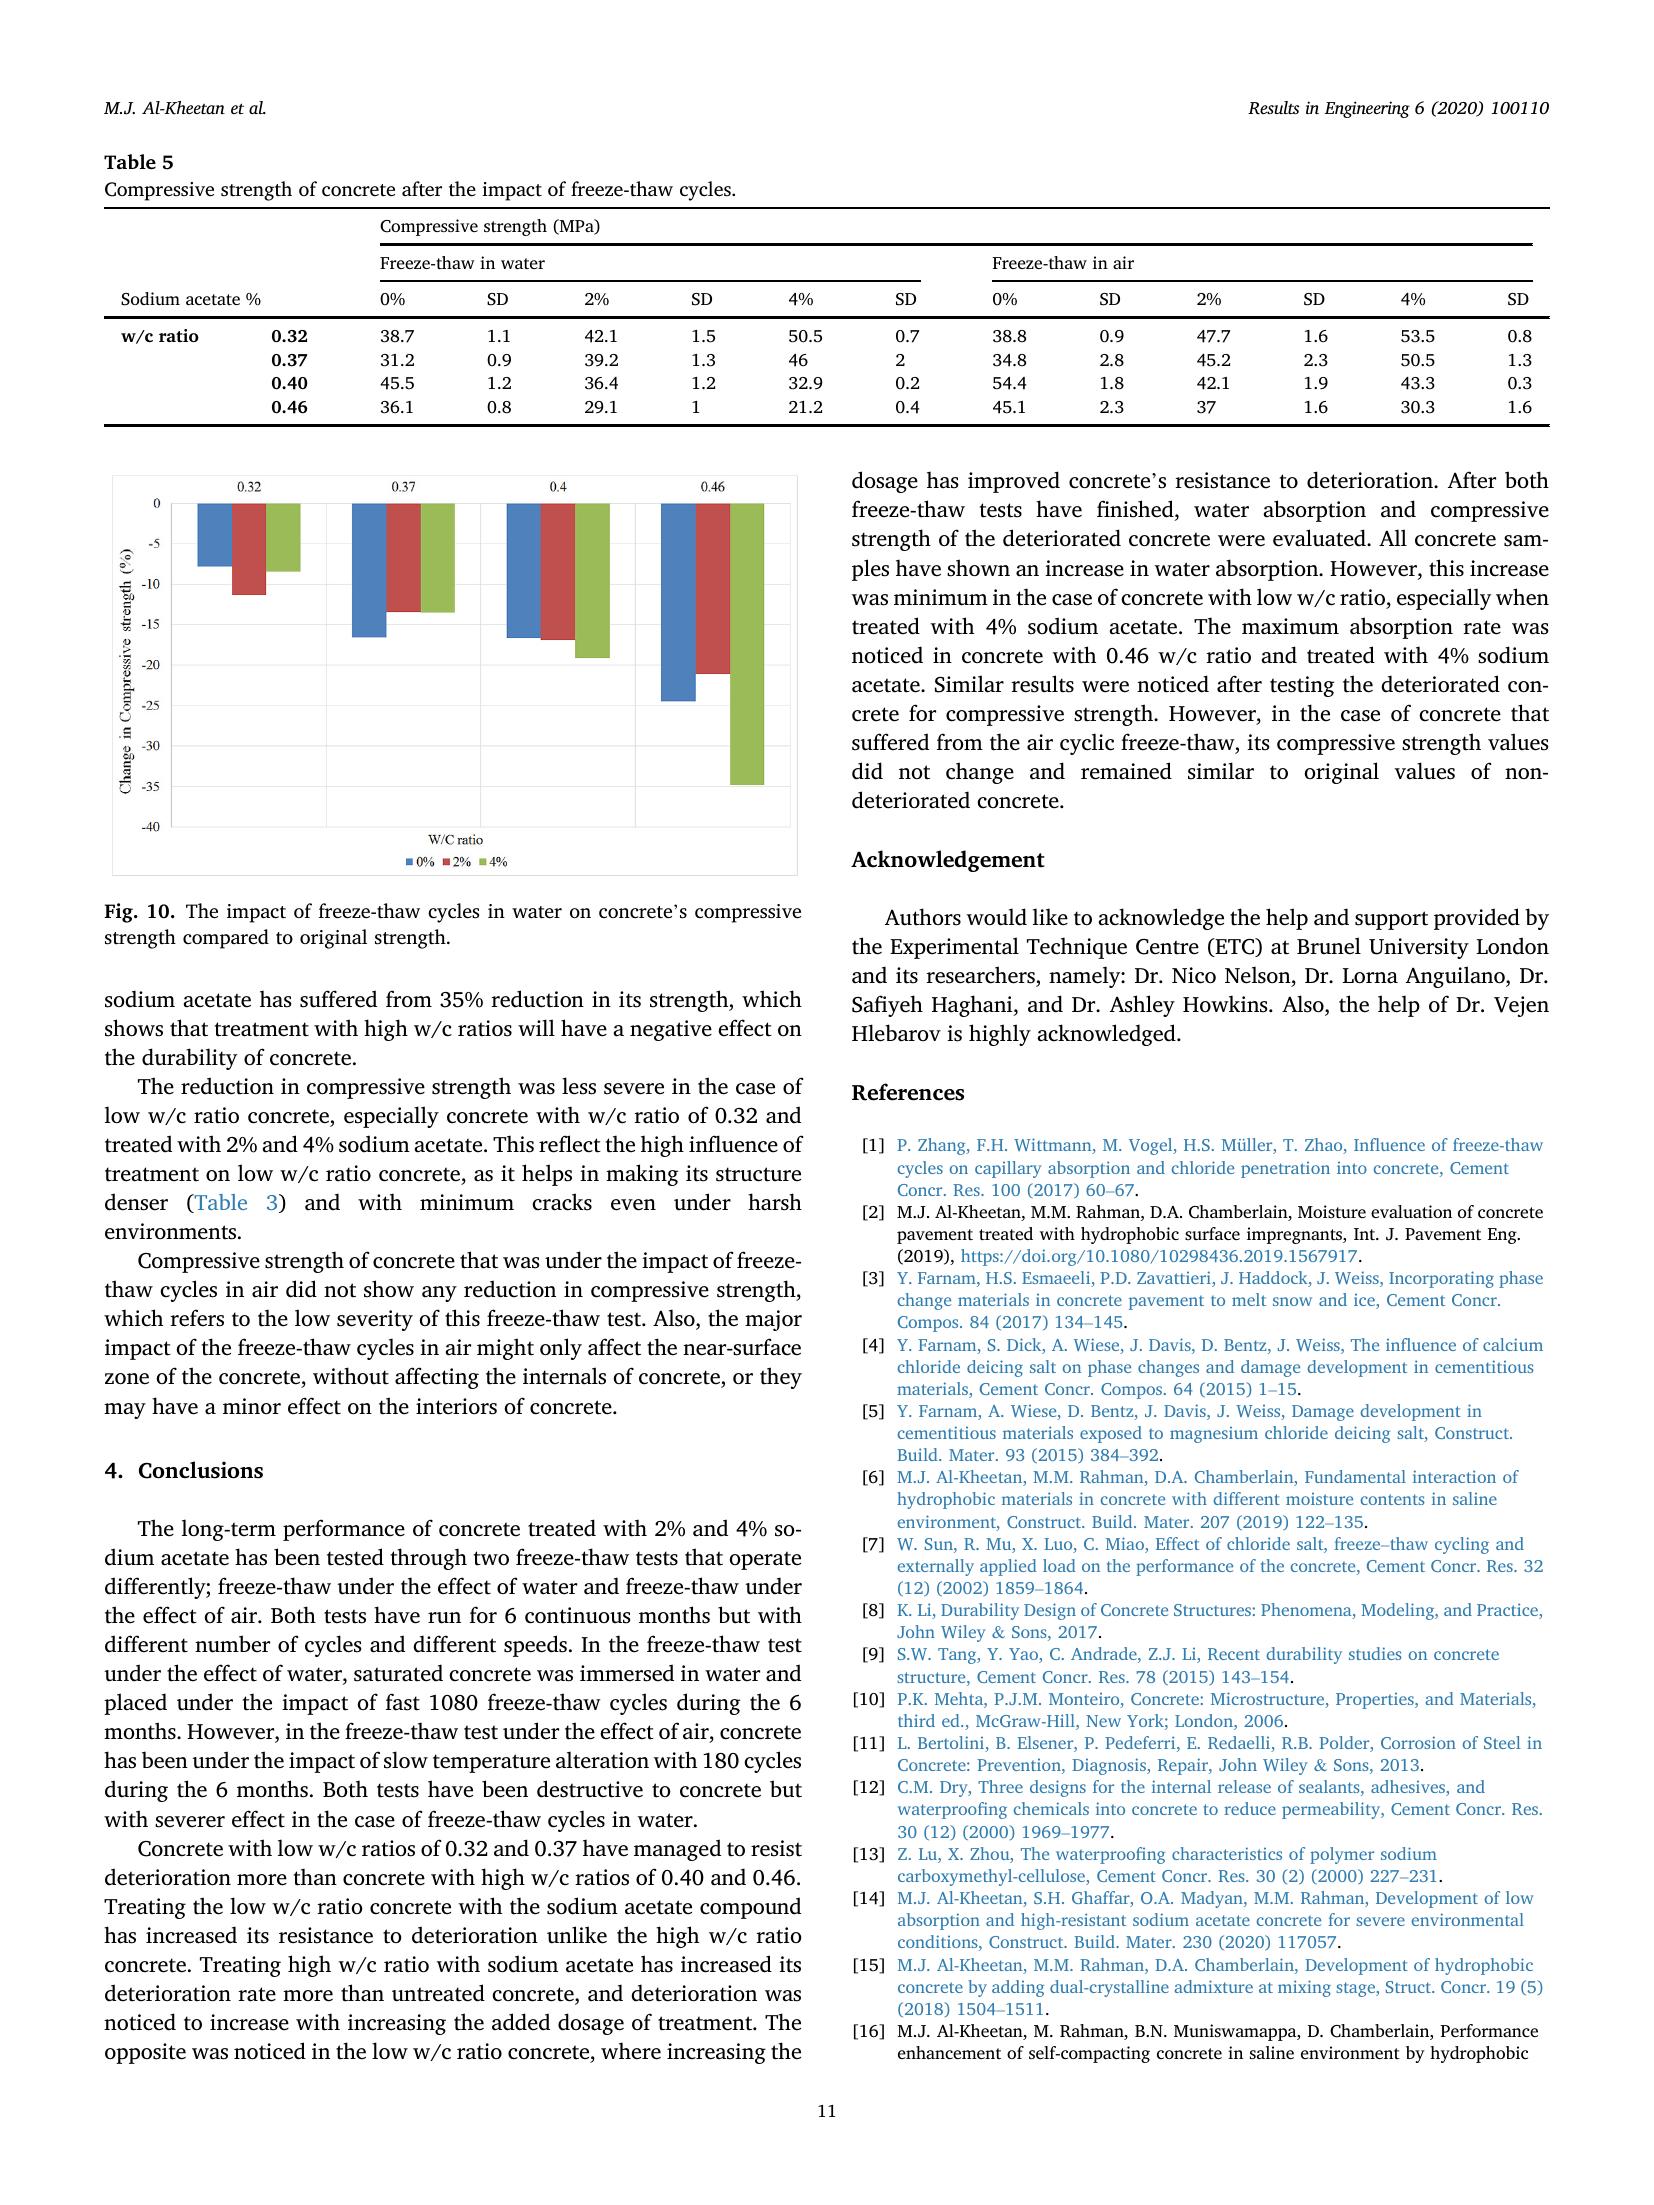 M.J. Al-Kheetan et al.
Results in Engineering 6 (2020) 100110
Table 5
Compressive strength of concrete after the impact of freeze-thaw cycles.
Compressive strength (MPa)
Freeze-thaw in water Freeze-thaw in air
Sodium acetate % 0% SD 2% SD 4% SD 0% SD 2% SD 4% SD
w/c ratio 0.32 38.7 1.1 42.1 1.5 50.5 0.7 38.8 0.9 47.7 1.6 53.5 0.8
0.37 31.2 0.9 39.2 1.3 46 2 34.8 2.8 45.2 2.3 50.5 1.3
0.40 45.5 1.2 36.4 1.2 32.9 0.2 54.4 1.8 42.1 1.9 43.3 0.3
0.46 36.1 0.8 29.1 1 21.2 0.4 45.1 2.3 37 1.6 30.3 1.6
0.32 0.37 0.4 0.46
0
-5
-10
-15
-20
-25
-30
-35
-40
Change in Compressive strength (%)
W/C ratio
0% 2% 4%
Fig. 10. The impact of freeze-thaw cycles in water on concrete's compressive
strength compared to original strength.
sodium acetate has suffered from 35% reduction in its strength, which
shows that treatment with high w/c ratios will have a negative effect on
the durability of concrete.
The reduction in compressive strength was less severe in the case of
low w/c ratio concrete, especially concrete with w/c ratio of 0.32 and
treated with 2% and 4% sodium acetate. This reflect the high influence of
treatment on low w/c ratio concrete, as it helps in making its structure
denser (Table 3) and with minimum cracks even under harsh
environments.
Compressive strength of concrete that was under the impact of freeze-
thaw cycles in air did not show any reduction in compressive strength,
which refers to the low severity of this freeze-thaw test. Also, the major
impact of the freeze-thaw cycles in air might only affect the near-surface
zone of the concrete, without affecting the internals of concrete, or they
may have a minor effect on the interiors of concrete.
4. Conclusions
The long-term performance of concrete treated with 2% and 4% so-
dium acetate has been tested through two freeze-thaw tests that operate
differently; freeze-thaw under the effect of water and freeze-thaw under
the effect of air. Both tests have run for 6 continuous months but with
different number of cycles and different speeds. In the freeze-thaw test
under the effect of water, saturated concrete was immersed in water and
placed under the impact of fast 1080 freeze-thaw cycles during the 6
months. However, in the freeze-thaw test under the effect of air, concrete
has been under the impact of slow temperature alteration with 180 cycles
during the 6 months. Both tests have been destructive to concrete but
with severer effect in the case of freeze-thaw cycles in water.
Concrete with low w/c ratios of 0.32 and 0.37 have managed to resist
deterioration more than concrete with high w/c ratios of 0.40 and 0.46.
Treating the low w/c ratio concrete with the sodium acetate compound
has increased its resistance to deterioration unlike the high w/c ratio
concrete. Treating high w/c ratio with sodium acetate has increased its
deterioration rate more than untreated concrete, and deterioration was
noticed to increase with increasing the added dosage of treatment. The
opposite was noticed in the low w/c ratio concrete, where increasing the
dosage has improved concrete's resistance to deterioration. After both
freeze-thaw tests have finished, water absorption and compressive
strength of the deteriorated concrete were evaluated. All concrete sam-
ples have shown an increase in water absorption. However, this increase
was minimum in the case of concrete with low w/c ratio, especially when
treated with 4% sodium acetate. The maximum absorption rate was
noticed in concrete with 0.46 w/c ratio and treated with 4% sodium
acetate. Similar results were noticed after testing the deteriorated con-
crete for compressive strength. However, in the case of concrete that
suffered from the air cyclic freeze-thaw, its compressive strength values
did not change and remained similar to original values of non-
deteriorated concrete.
Acknowledgement
Authors would like to acknowledge the help and support provided by
the Experimental Technique Centre (ETC) at Brunel University London
and its researchers, namely: Dr. Nico Nelson, Dr. Lorna Anguilano, Dr.
Safiyeh Haghani, and Dr. Ashley Howkins. Also, the help of Dr. Vejen
Hlebarov is highly acknowledged.
References
[1] P. Zhang, F.H. Wittmann, M. Vogel, H.S. Müller, T. Zhao, Influence of freeze-thaw
cycles on capillary absorption and chloride penetration into concrete, Cement
Concr. Res. 100 (2017) 60–67.
[2] M.J. Al-Kheetan, M.M. Rahman, D.A. Chamberlain, Moisture evaluation of concrete
pavement treated with hydrophobic surface impregnants, Int. J. Pavement Eng.
(2019), https://doi.org/10.1080/10298436.2019.1567917.
[3] Y. Farnam, H.S. Esmaeeli, P.D. Zavattieri, J. Haddock, J. Weiss, Incorporating phase
change materials in concrete pavement to melt snow and ice, Cement Concr.
Compos. 84 (2017) 134–145.
[4] Y. Farnam, S. Dick, A. Wiese, J. Davis, D. Bentz, J. Weiss, The influence of calcium
chloride deicing salt on phase changes and damage development in cementitious
materials, Cement Concr. Compos. 64 (2015) 1–15.
[5] Y. Farnam, A. Wiese, D. Bentz, J. Davis, J. Weiss, Damage development in
cementitious materials exposed to magnesium chloride deicing salt, Construct.
Build. Mater. 93 (2015) 384–392.
[6] M.J. Al-Kheetan, M.M. Rahman, D.A. Chamberlain, Fundamental interaction of
hydrophobic materials in concrete with different moisture contents in saline
environment, Construct. Build. Mater. 207 (2019) 122–135.
[7] W. Sun, R. Mu, X. Luo, C. Miao, Effect of chloride salt, freeze–thaw cycling and
externally applied load on the performance of the concrete, Cement Concr. Res. 32
(12) (2002) 1859–1864.
[8] K. Li, Durability Design of Concrete Structures: Phenomena, Modeling, and Practice,
John Wiley & Sons, 2017.
[9] S.W. Tang, Y. Yao, C. Andrade, Z.J. Li, Recent durability studies on concrete
structure, Cement Concr. Res. 78 (2015) 143–154.
[10] P.K. Mehta, P.J.M. Monteiro, Concrete: Microstructure, Properties, and Materials,
third ed., McGraw-Hill, New York; London, 2006.
[11] L. Bertolini, B. Elsener, P. Pedeferri, E. Redaelli, R.B. Polder, Corrosion of Steel in
Concrete: Prevention, Diagnosis, Repair, John Wiley & Sons, 2013.
[12] C.M. Dry, Three designs for the internal release of sealants, adhesives, and
waterproofing chemicals into concrete to reduce permeability, Cement Concr. Res.
30 (12) (2000) 1969–1977.
[13] Z. Lu, X. Zhou, The waterproofing characteristics of polymer sodium
carboxymethyl-cellulose, Cement Concr. Res. 30 (2) (2000) 227–231.
[14] M.J. Al-Kheetan, S.H. Ghaffar, O.A. Madyan, M.M. Rahman, Development of low
absorption and high-resistant sodium acetate concrete for severe environmental
conditions, Construct. Build. Mater. 230 (2020) 117057.
[15] M.J. Al-Kheetan, M.M. Rahman, D.A. Chamberlain, Development of hydrophobic
concrete by adding dual-crystalline admixture at mixing stage, Struct. Concr. 19 (5)
(2018) 1504–1511.
[16] M.J. Al-Kheetan, M. Rahman, B.N. Muniswamappa, D. Chamberlain, Performance
enhancement of self-compacting concrete in saline environment by hydrophobic
11